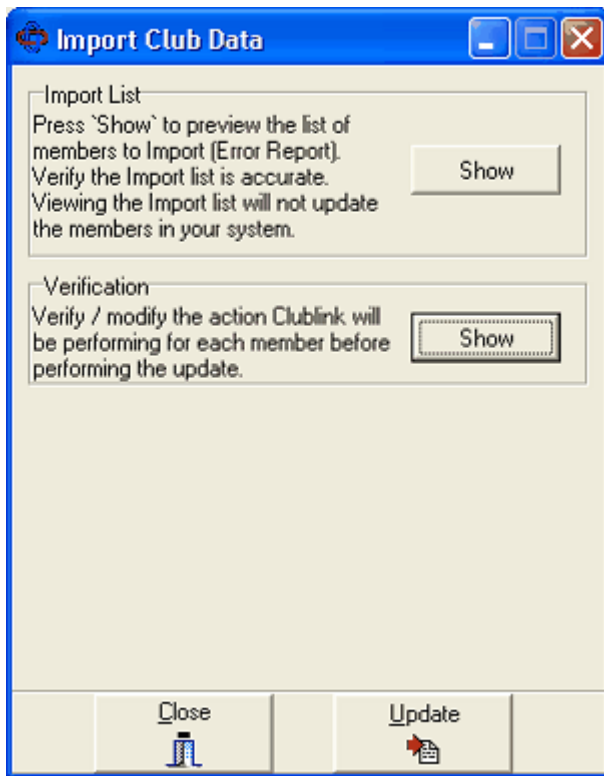 Import Club Data
Import List
Press `Show` to preview the list of
members to Import (Error Report).
Verify the Import list is accurate.
Viewing the Import list will not update
the members in your system.
Show
Verification
Verify / modify the action Clublink will
be performing for each member before
performing the update.
Show
Close
Update